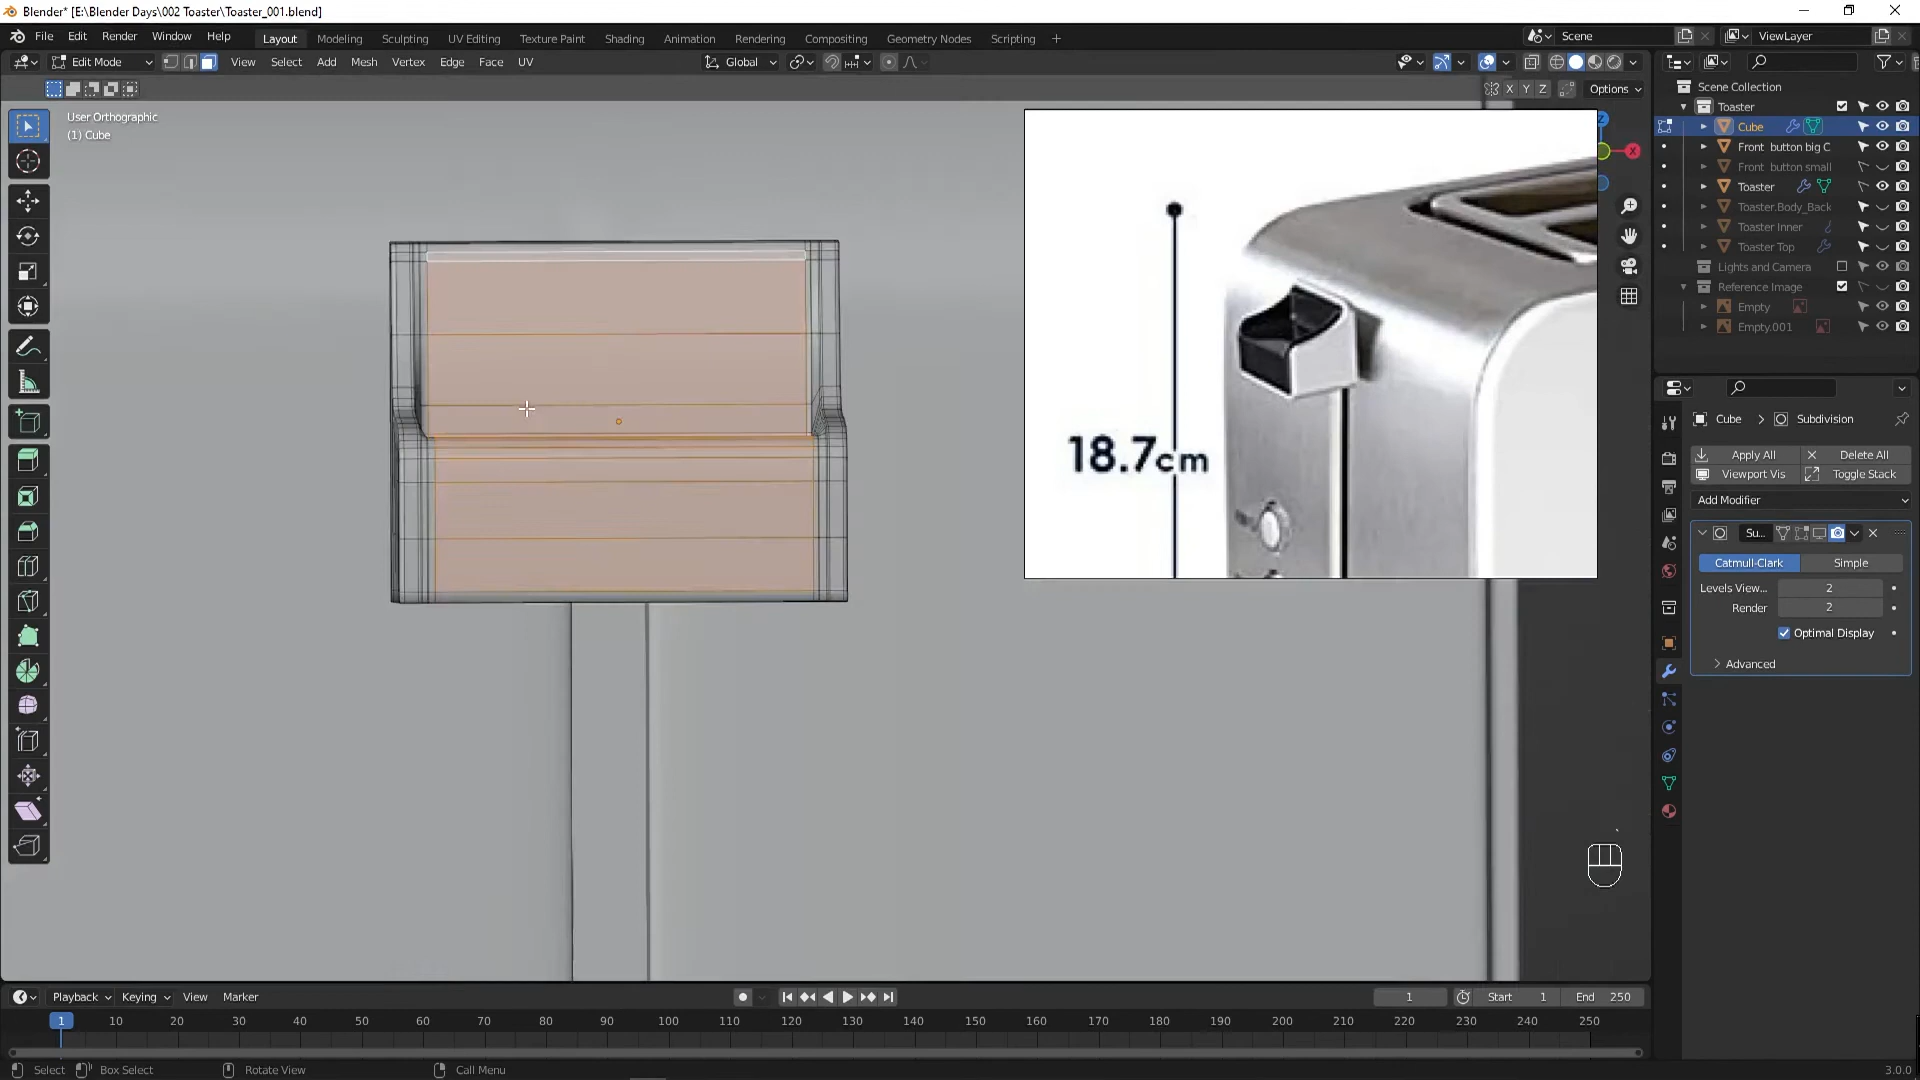 Blender* [E:\Blender Days\002 Toaster\Toaster_001.blend]
File Edit Render Window Help Layout Modeling Sculpting UV Editing Texture Paint Shading Animation Rendering Compositing Geometry Nodes Scripting + Scene ViewLayer
Edit Mode View Select Add Mesh Vertex Edge Face UV Global
X Y Z Options
User Orthographic
(1) Cube
Z
X
18.7cm
Scene Collection
Toaster
Cube
Front button big C
Front button small
Toaster
Toaster.Body_Back
Toaster Inner
Toaster Top
Lights and Camera
Reference Image
Empty
Empty.001
Cube > Subdivision
Apply All Delete All
Viewport Vis Toggle Stack
Add Modifier
Su...
Catmull-Clark Simple
Levels View... 2
Render 2
Optimal Display
Advanced
Playback Keying View Marker 1 Start 1 End 250
1 10 20 30 40 50 60 70 80 90 100 110 120 130 140 150 160 170 180 190 200 210 220 230 240 250
Select Box Select Rotate View Call Menu 3.0.0